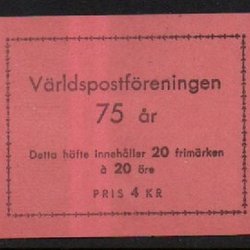 Världspostföreningen
75 år
Detta häfte innehåller 20 frimärken
à 20 öre
PRIS 4 KR